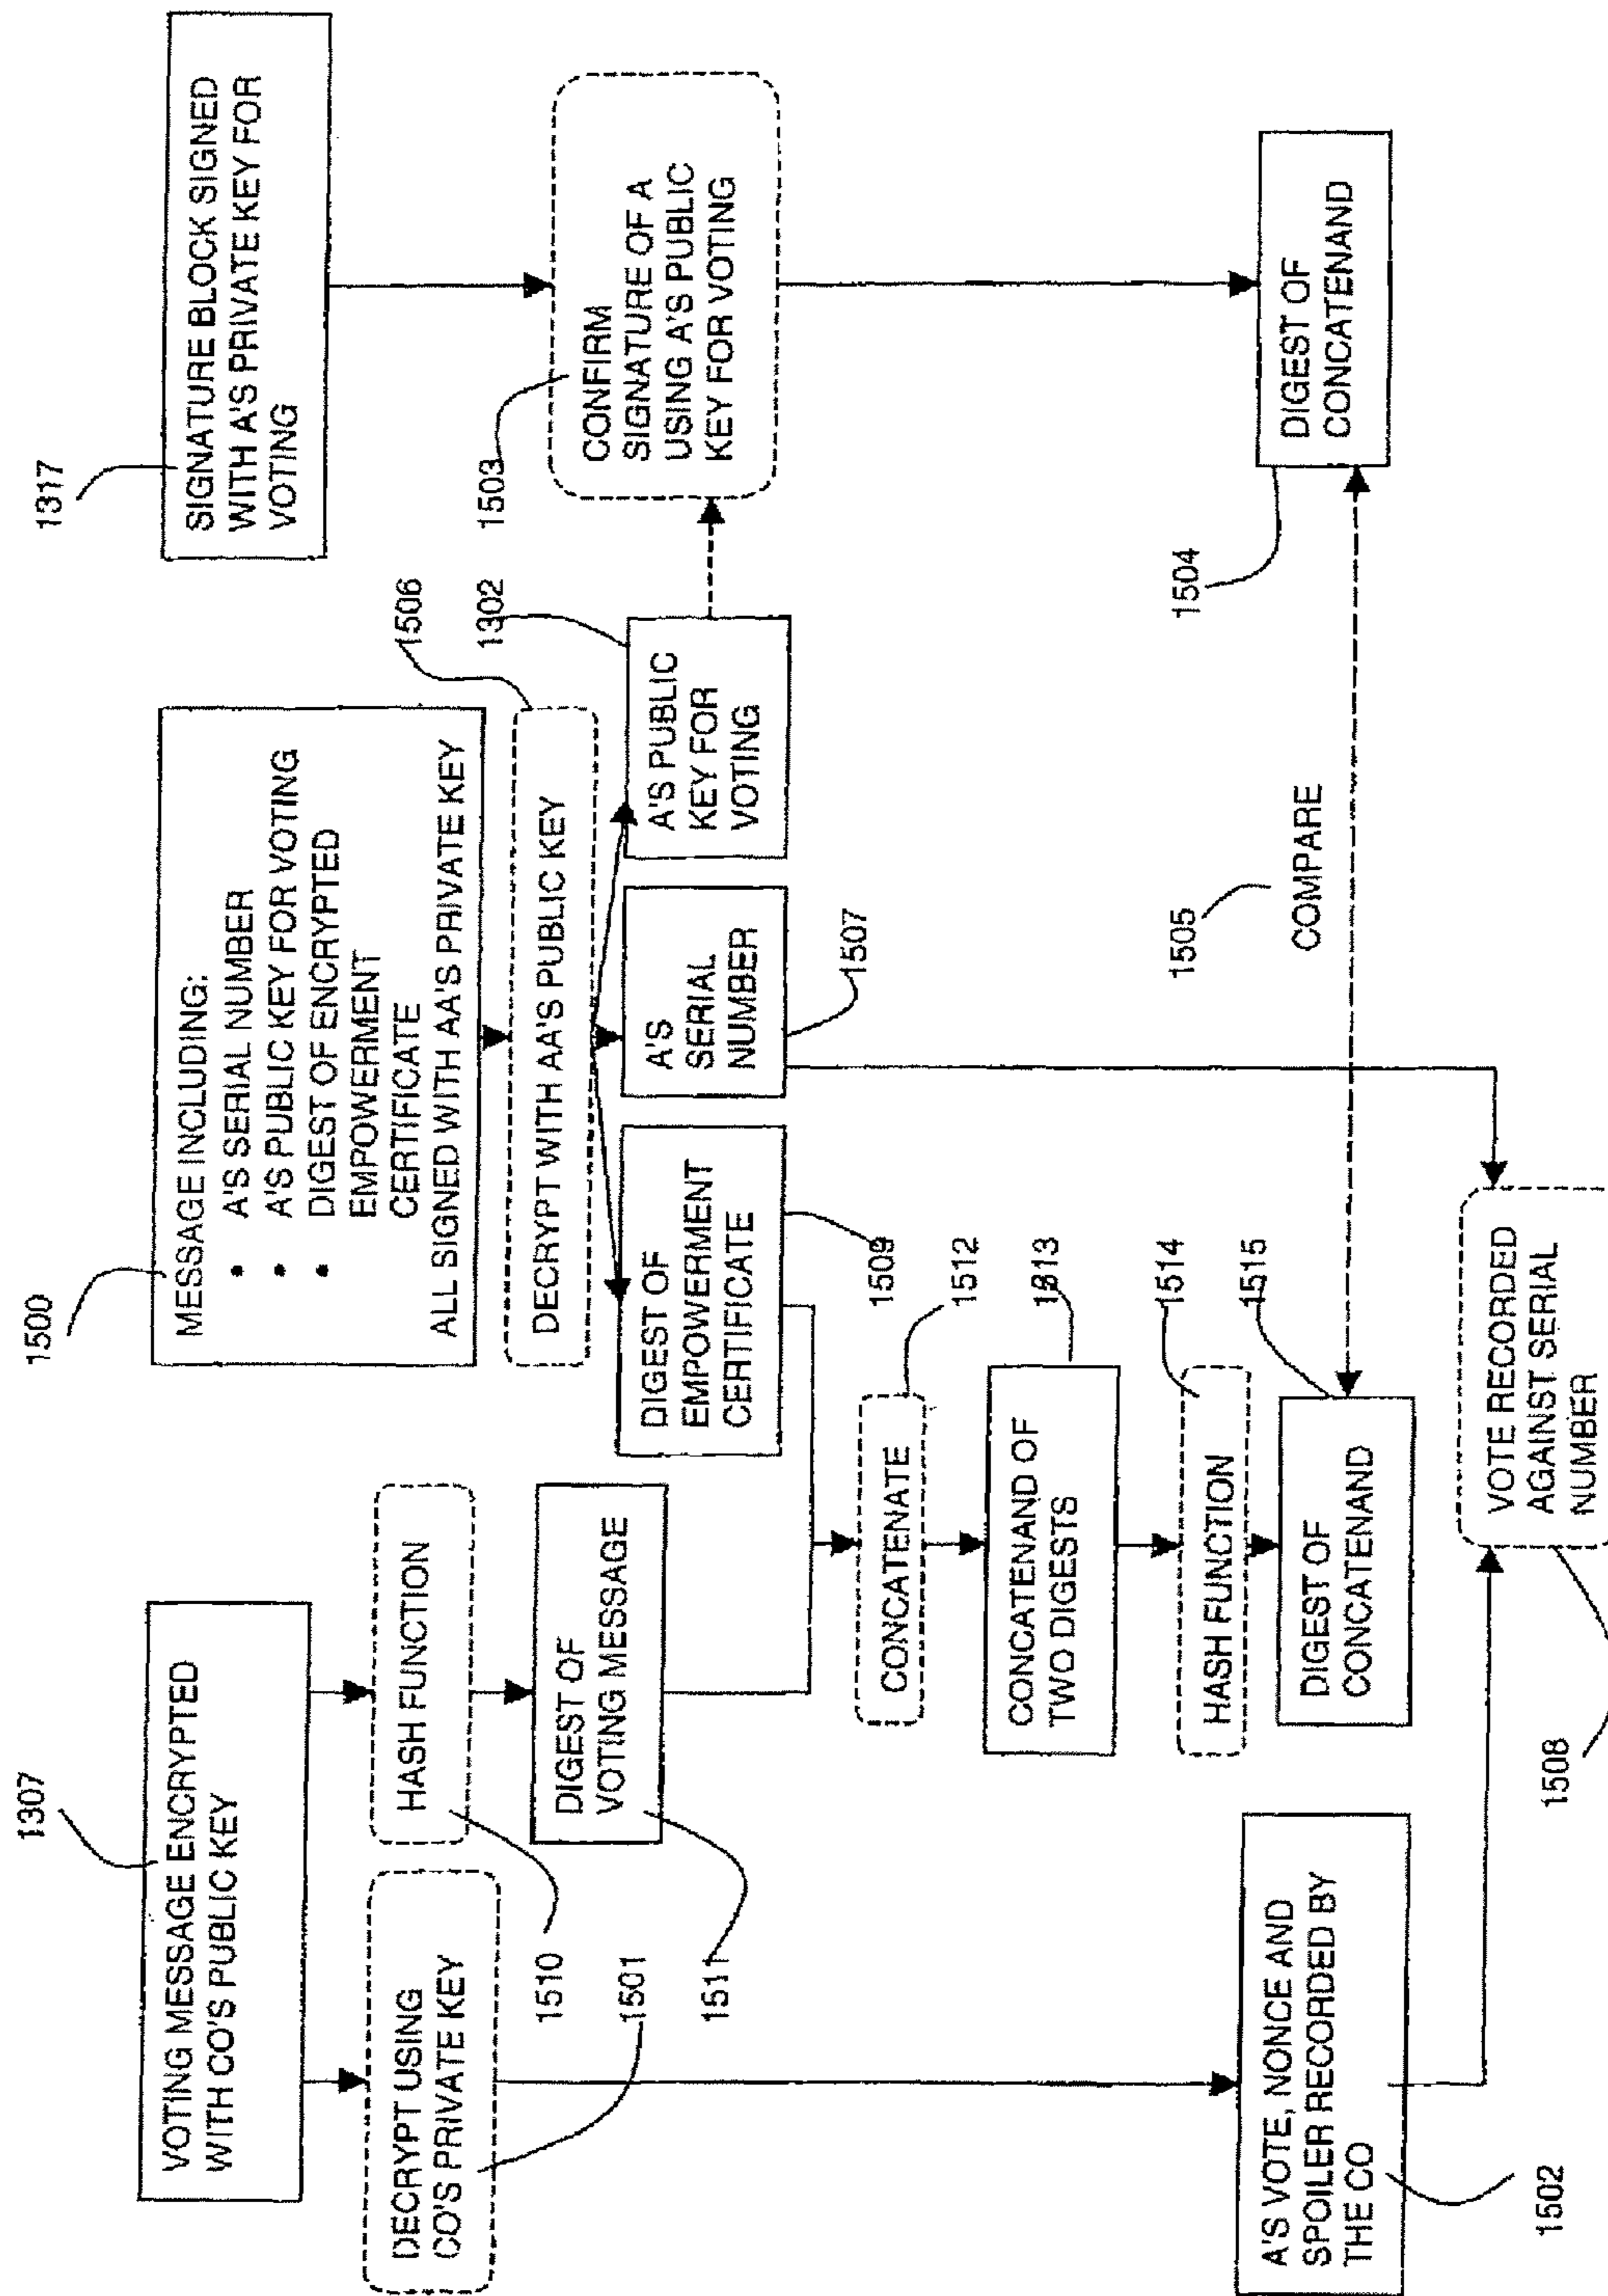 1307
VOTING MESSAGE ENCRYPTED
WITH CO'S PUBLIC KEY
1500
MESSAGE INCLUDING:
• A'S SERIAL NUMBER
• A'S PUBLIC KEY FOR VOTING
• DIGEST OF ENCRYPTED
EMPOWERMENT
CERTIFICATE
ALL SIGNED WITH AA'S PRIVATE KEY
1317
SIGNATURE BLOCK SIGNED
WITH A'S PRIVATE KEY FOR
VOTING
DECRYPT USING
CO'S PRIVATE KEY
HASH FUNCTION
1510
1501
DECRYPT WITH AA'S PUBLIC KEY
1506
DIGEST OF
VOTING MESSAGE
1511
DIGEST OF
EMPOWERMENT
CERTIFICATE
1509
A'S
SERIAL
NUMBER
1507
A'S PUBLIC
KEY FOR
VOTING
1302
1503
CONFIRM
SIGNATURE OF A
USING A'S PUBLIC
KEY FOR VOTING
CONCATENATE
1512
CONCATENAND OF
TWO DIGESTS
1513
HASH FUNCTION
1514
DIGEST OF
CONCATENAND
1515
1505
COMPARE
1504
DIGEST OF
CONCATENAND
A'S VOTE, NONCE AND
SPOILER RECORDED BY
THE CO
1502
VOTE RECORDED
AGAINST SERIAL
NUMBER
1508